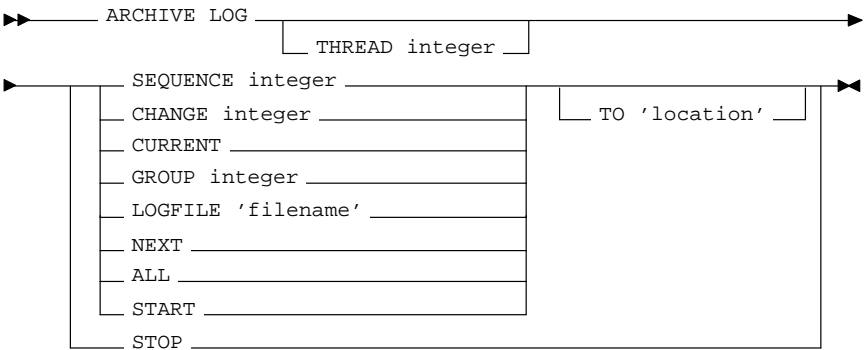 ARCHIVE LOG
THREAD integer
SEQUENCE integer
CHANGE integer
TO 'location'
CURRENT
GROUP integer
LOGFILE 'filename'
NEXT
ALL
START
STOP